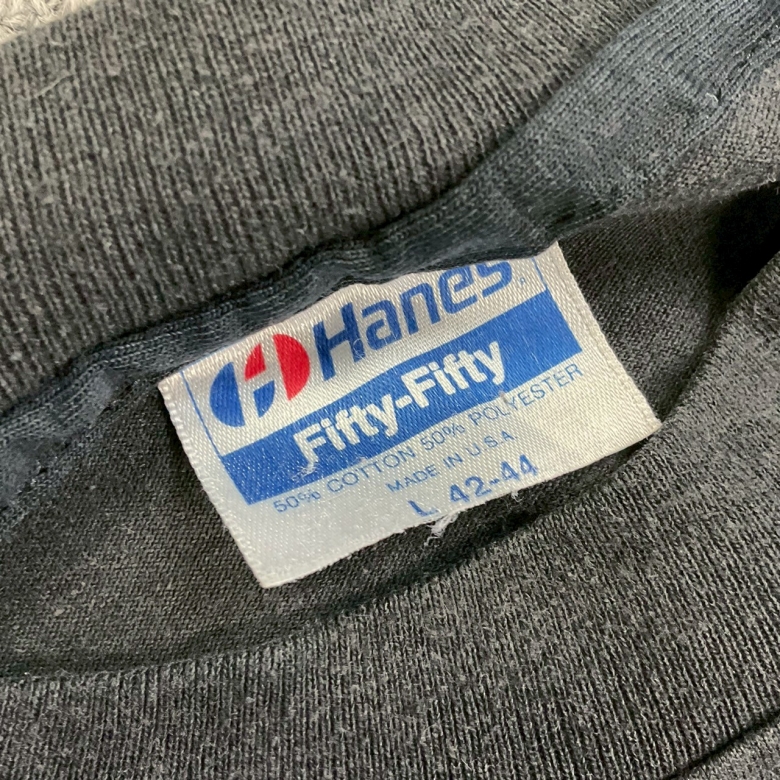 Hanes
Fifty-Fifty
50% COTTON 50% POLYESTER
MADE IN U.S.A.
L 42-44